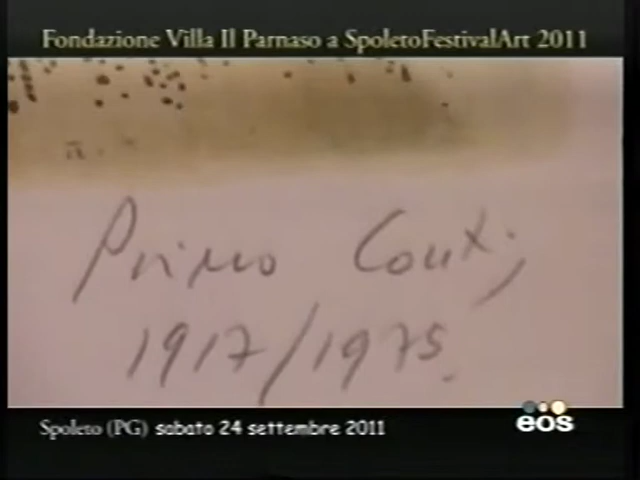 Fondazione Villa Il Parnaso a SpoletoFestivalArt 2011
Primo Conti
1917/1975.
Spoleto (PG) sabato 24 settembre 2011
eos